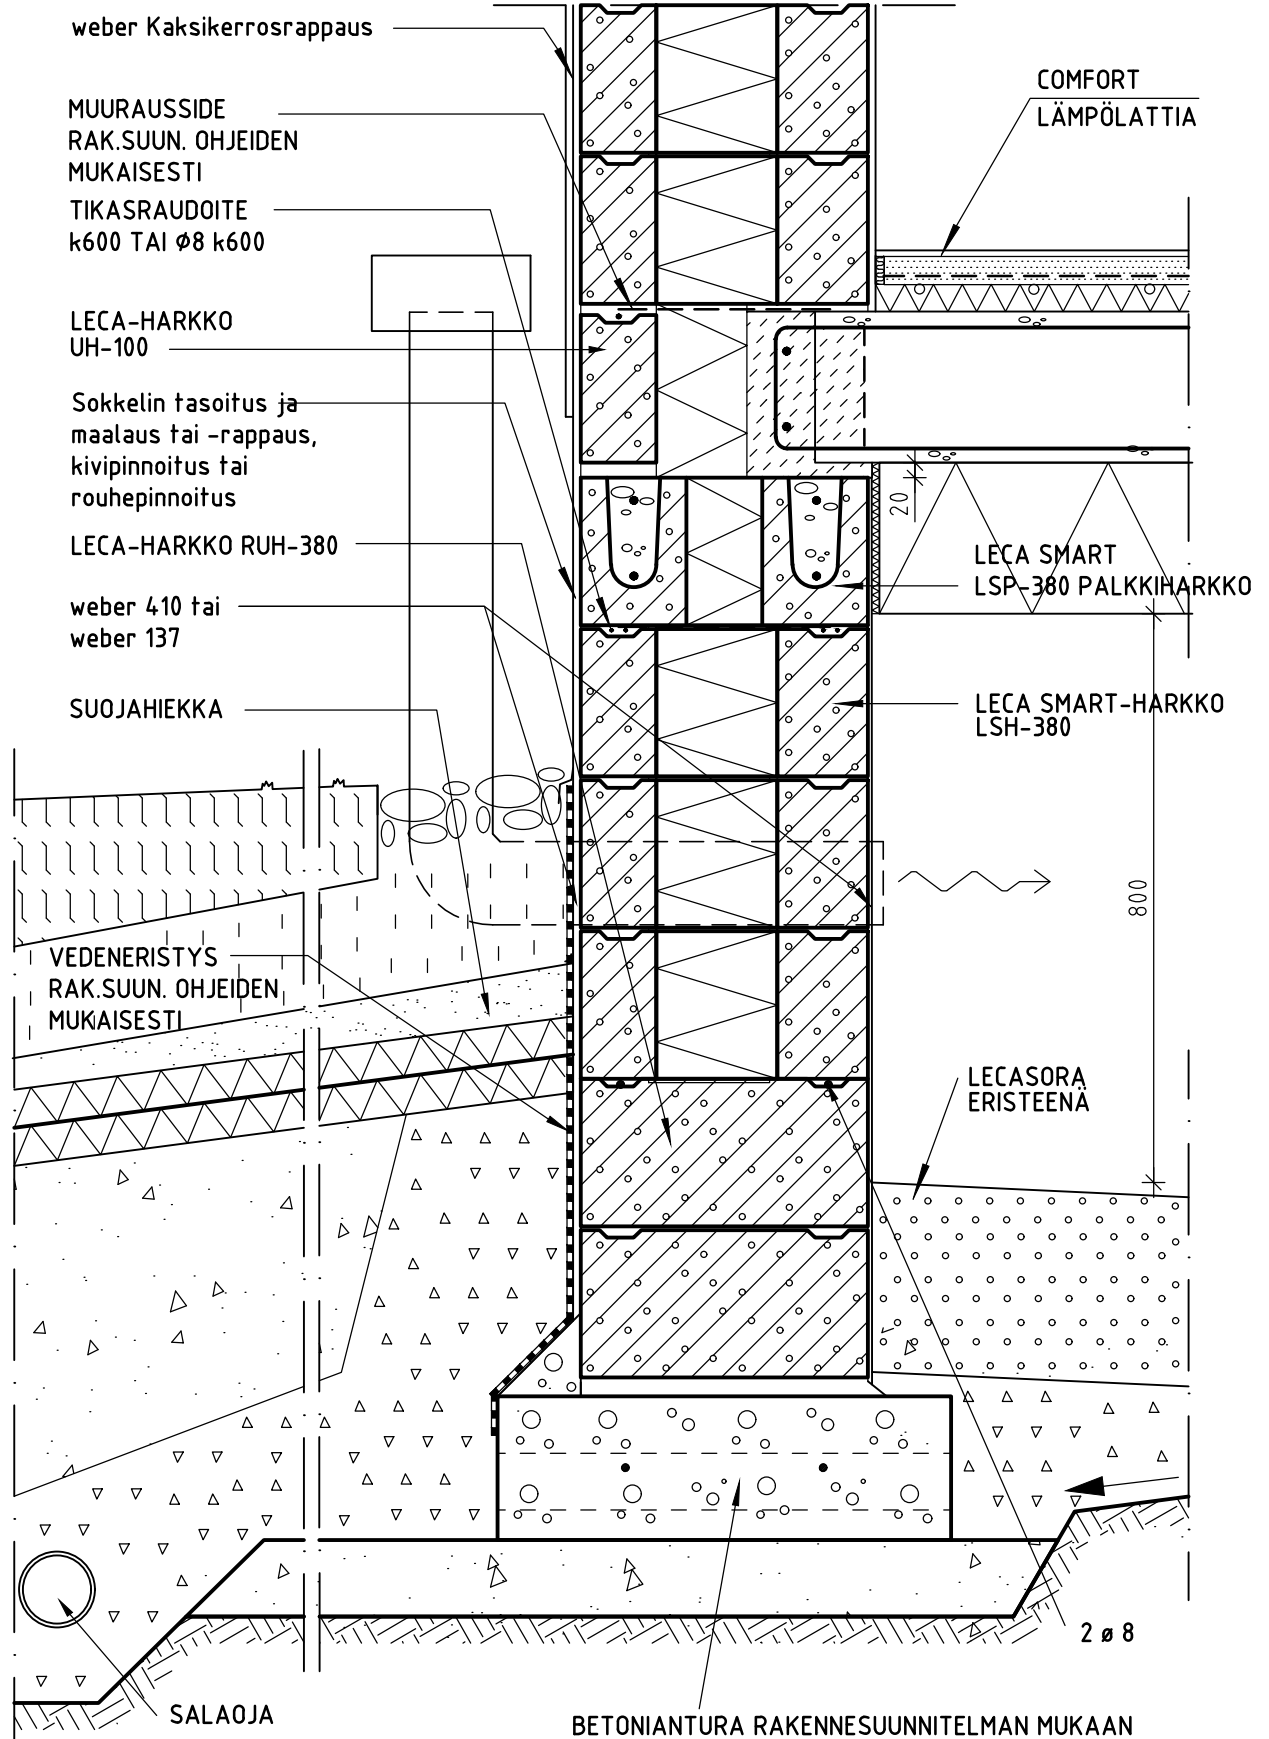 weber Kaksikerrosrappaus
MUURAUSSIDE
RAK.SUUN. OHJEIDEN
MUKAISESTI
TIKASRAUDOITE
k600 TAI Ø8 k600
LECA-HARKKO
UH-100
Sokkelin tasoitus ja
maalaus tai -rappaus,
kivipinnoitus tai
rouhepinnoitus
LECA-HARKKO RUH-380
weber 410 tai
weber 137
SUOJAHIEKKA
VEDENERISTYS
RAK.SUUN. OHJEIDEN
MUKAISESTI
SALAOJA
COMFORT
LÄMPÖLATTIA
20
LECA SMART
LSP-380 PALKKIHARKKO
LECA SMART-HARKKO
LSH-380
800
LECASORA
ERISTEENÄ
2 ø 8
BETONIANTURA RAKENNESUUNNITELMAN MUKAAN